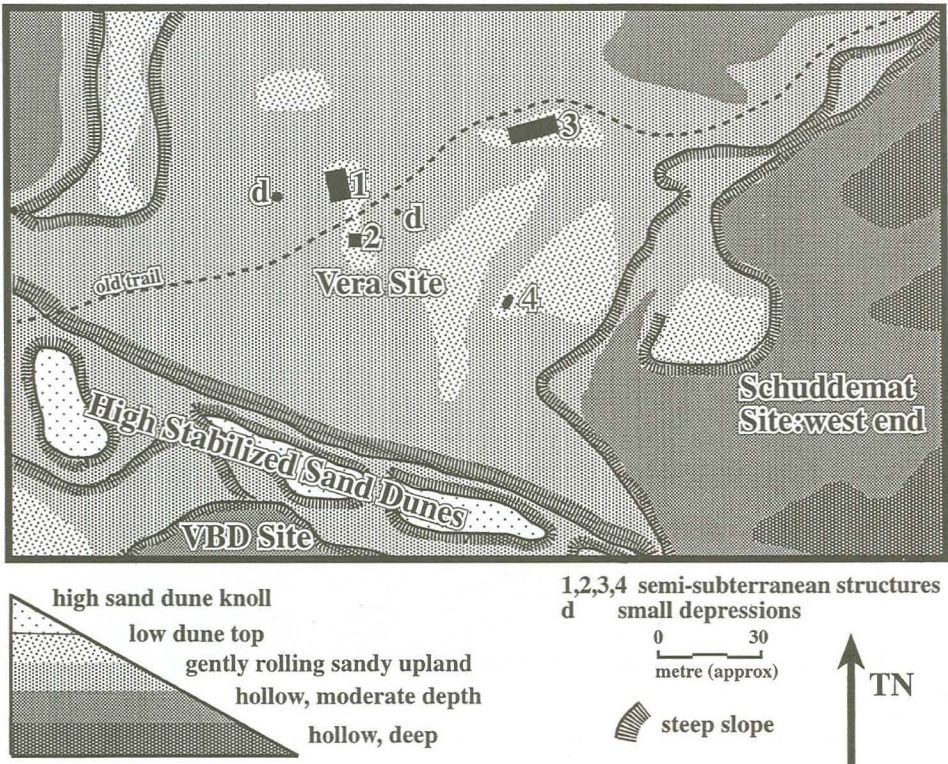 3
1
d
d
2
old trail
Vera Site
4
Schuddemat
Site:west end
High Stabilized Sand Dunes
VBD Site
high sand dune knoll
low dune top
gently rolling sandy upland
hollow, moderate depth
hollow, deep
1,2,3,4 semi-subterranean structures
d small depressions
0 30
metre (approx)
steep slope
TN